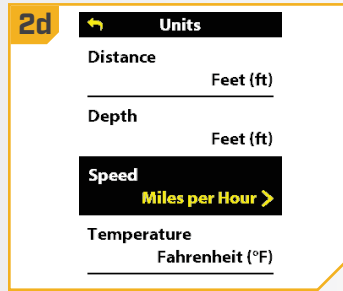 2d
Units
Distance
Feet (ft)
Depth
Feet (ft)
Speed
Miles per Hour >
Temperature
Fahrenheit (°F)